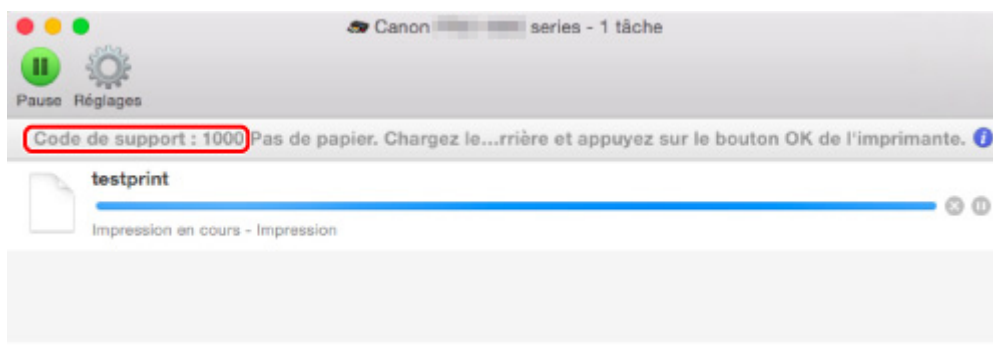 Canon series - 1 tâche
Pause Réglages
Code de support : 1000 Pas de papier. Chargez le...rrière et appuyez sur le bouton OK de l'imprimante.
testprint
Impression en cours - Impression